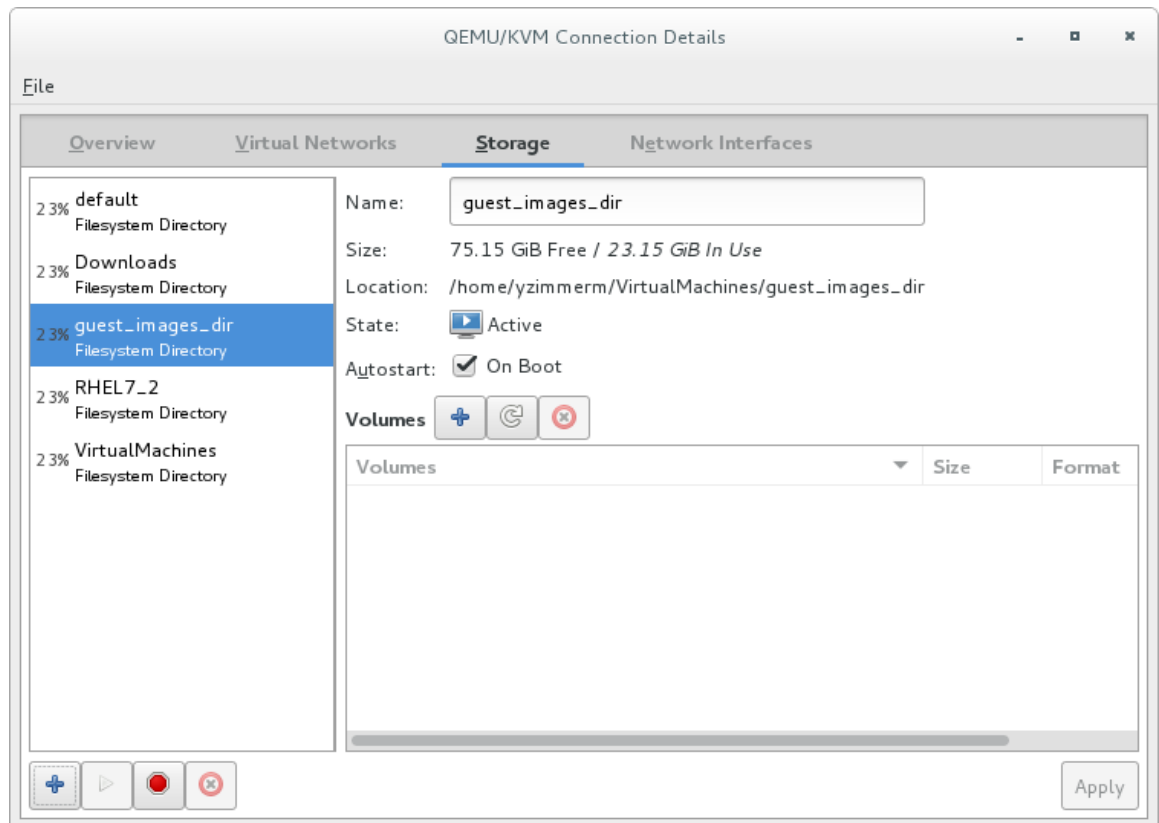 QEMU/KVM Connection Details
File
Overview Virtual Networks Storage Network Interfaces
23% default
Filesystem Directory
23% Downloads
Filesystem Directory
23% guest_images_dir
Filesystem Directory
23% RHEL7_2
Filesystem Directory
23% VirtualMachines
Filesystem Directory
Name: guest_images_dir
Size: 75.15 GiB Free / 23.15 GiB In Use
Location: /home/yzimmerm/VirtualMachines/guest_images_dir
State: Active
Autostart: On Boot
Volumes
Volumes Size Format
Apply